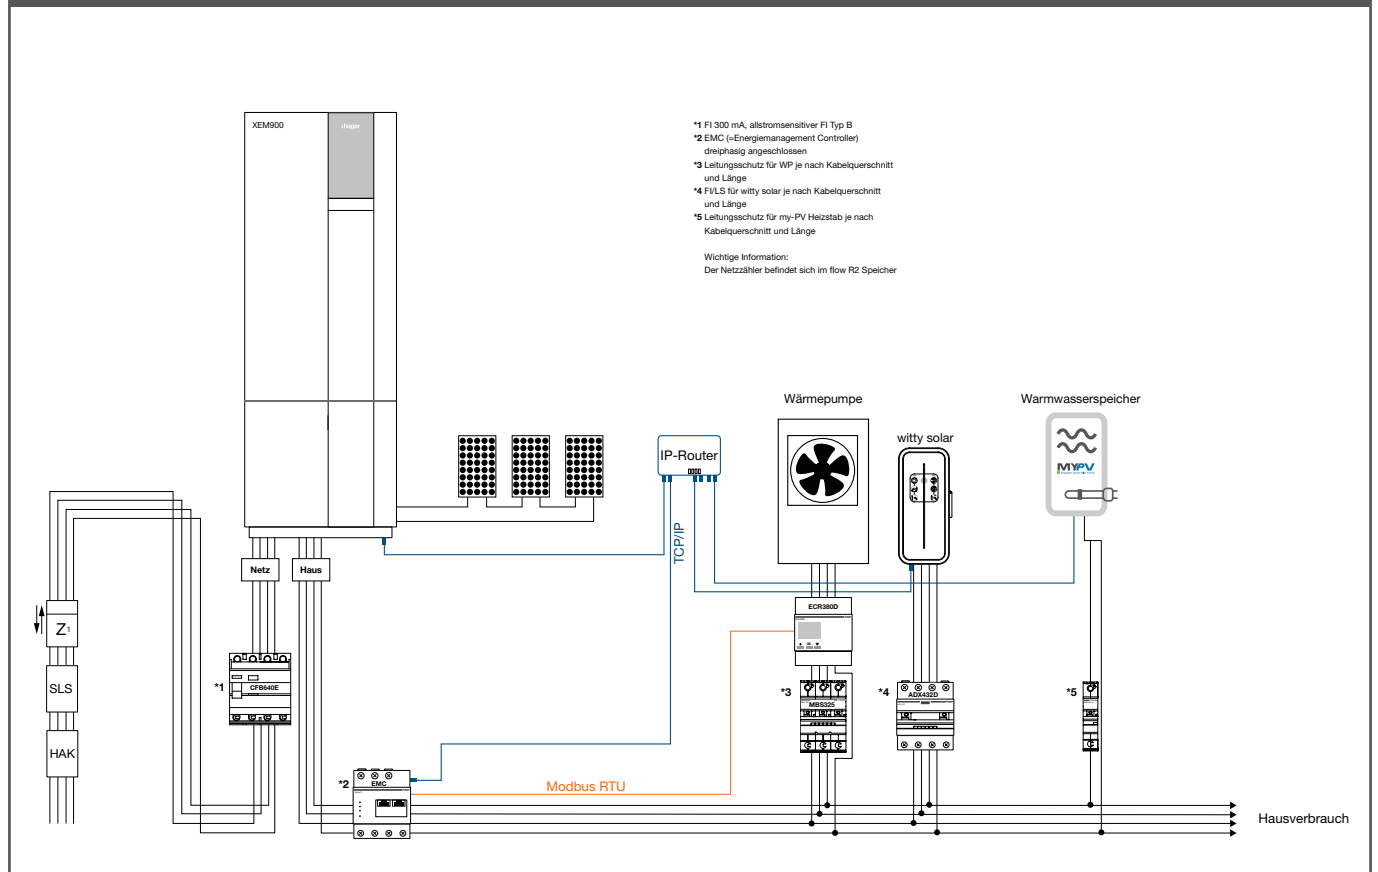 XEM900
:hager
*1 FI 300 mA, allstromsensitiver FI Typ B
*2 EMC (=Energiemanagement Controller)
dreiphasig angeschlossen
*3 Leitungsschutz für WP je nach Kabelquerschnitt
und Länge
*4 FI/LS für witty solar je nach Kabelquerschnitt
und Länge
*5 Leitungsschutz für my-PV Heizstab je nach
Kabelquerschnitt und Länge
Wichtige Information:
Der Netzzähler befindet sich im flow R2 Speicher
Wärmepumpe
Warmwasserspeicher
witty solar
IP-Router
MYPV
TCP/IP
Netz
Haus
ECR380D
OK
Z1
SLS
HAK
*1
CFB640E
*3
MBS325
*4
ADX432D
*5
*2
EMC
Modbus RTU
Hausverbrauch